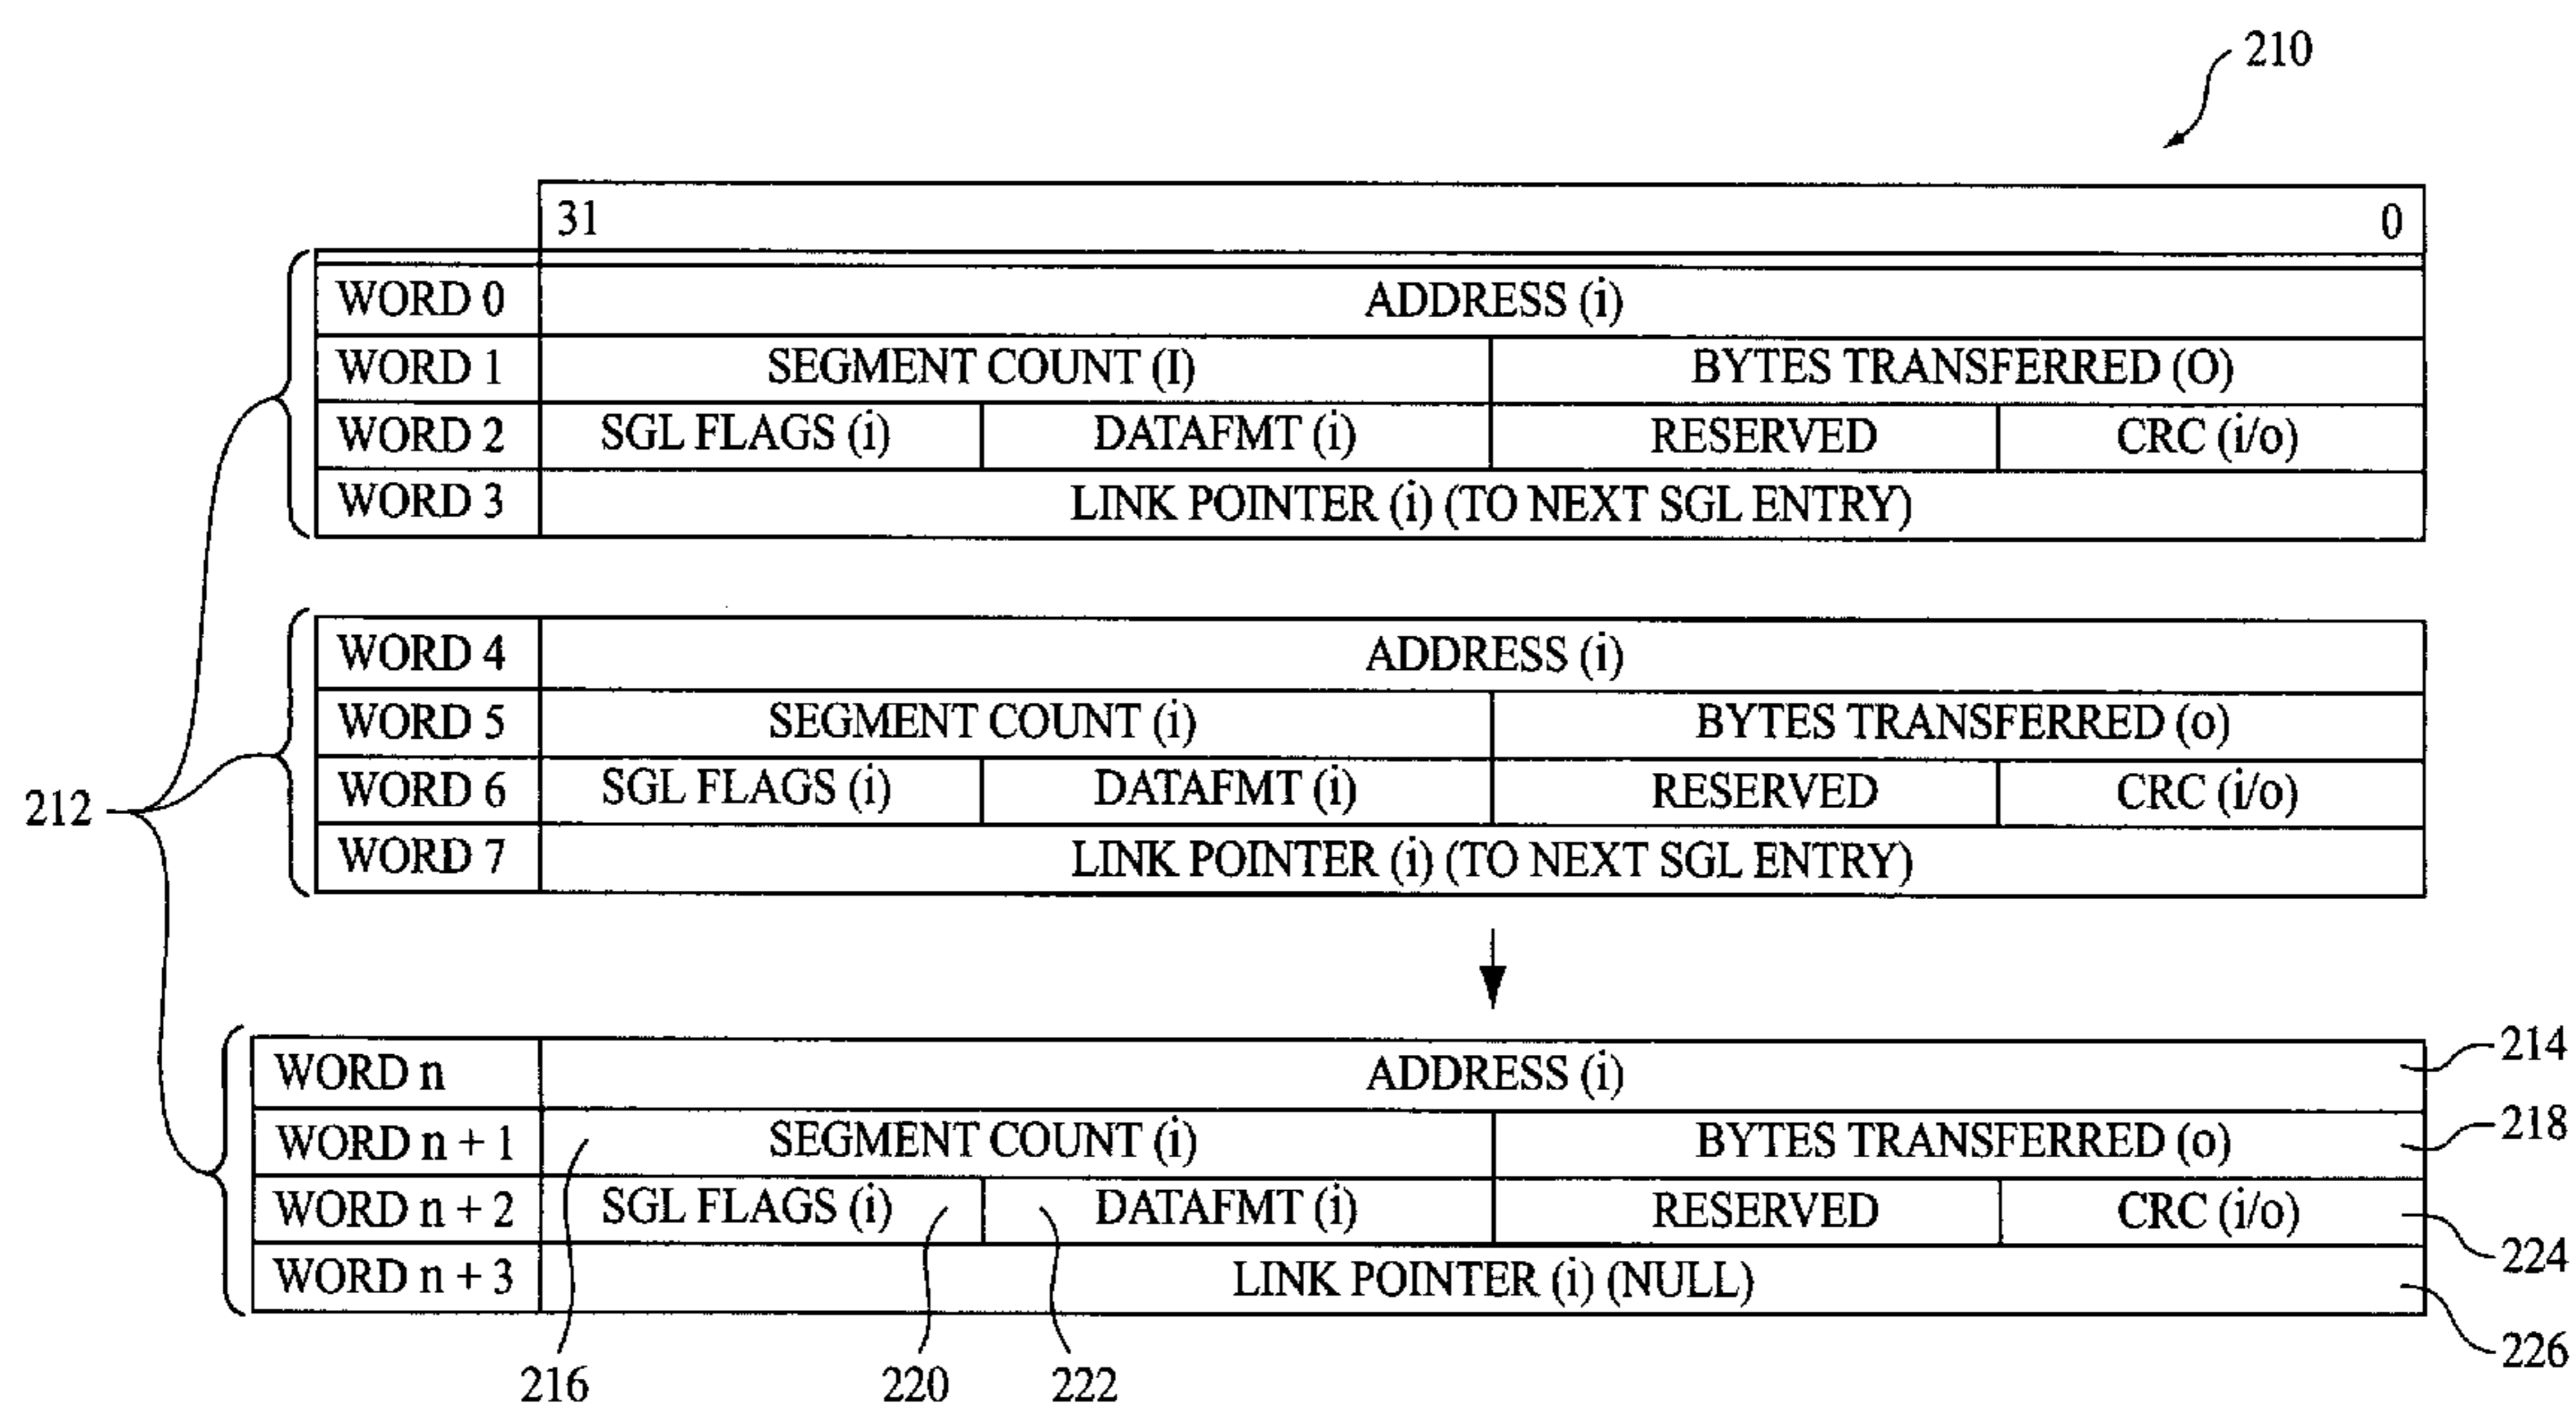 210
31 0
WORD 0 ADDRESS (i)
WORD 1 SEGMENT COUNT (I) BYTES TRANSFERRED (O)
WORD 2 SGL FLAGS (i) DATAFMT (i) RESERVED CRC (i/o)
WORD 3 LINK POINTER (i) (TO NEXT SGL ENTRY)
WORD 4 ADDRESS (i)
WORD 5 SEGMENT COUNT (i) BYTES TRANSFERRED (o)
WORD 6 SGL FLAGS (i) DATAFMT (i) RESERVED CRC (i/o)
212
WORD 7 LINK POINTER (i) (TO NEXT SGL ENTRY)
WORD n ADDRESS (i) 214
WORD n + 1 SEGMENT COUNT (i) BYTES TRANSFERRED (o) 218
WORD n + 2 SGL FLAGS (i) DATAFMT (i) RESERVED CRC (i/o) 224
WORD n + 3 LINK POINTER (i) (NULL) 226
216 220 222